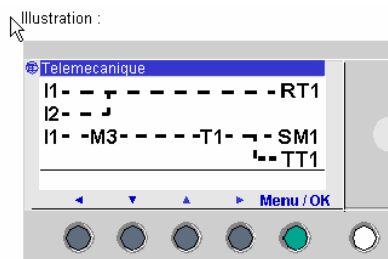 Illustration :
Telemecanique
I1- - - - - - - - - - RT1
I2- - -
I1- -M3- - - - -T1- - - SM1
- - TT1
Menu / OK